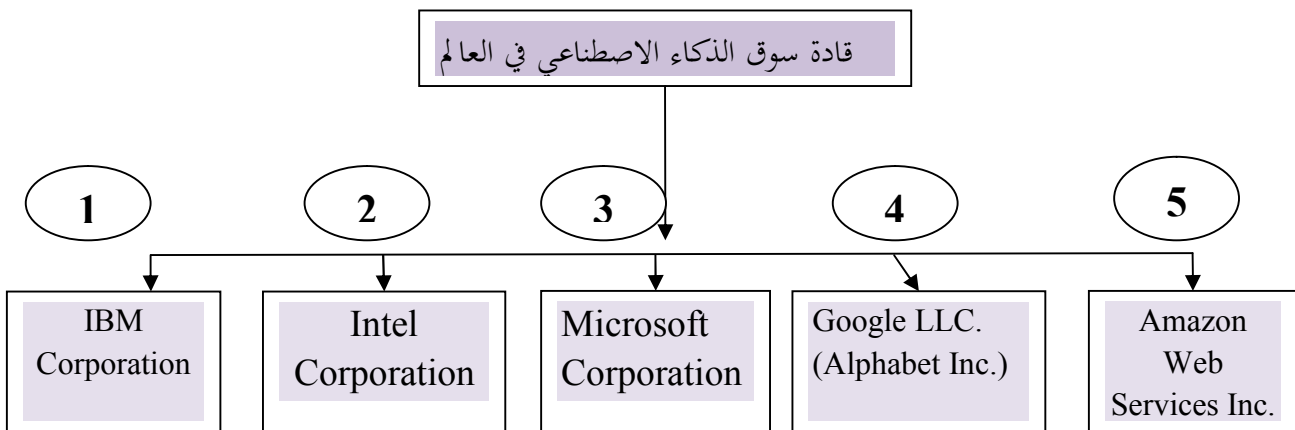 قادة سوق الذكاء الاصطناعي في العالم
1
2
3
4
5
IBM
Corporation
Intel
Corporation
Microsoft
Corporation
Google LLC.
(Alphabet Inc.)
Amazon
Web
Services Inc.